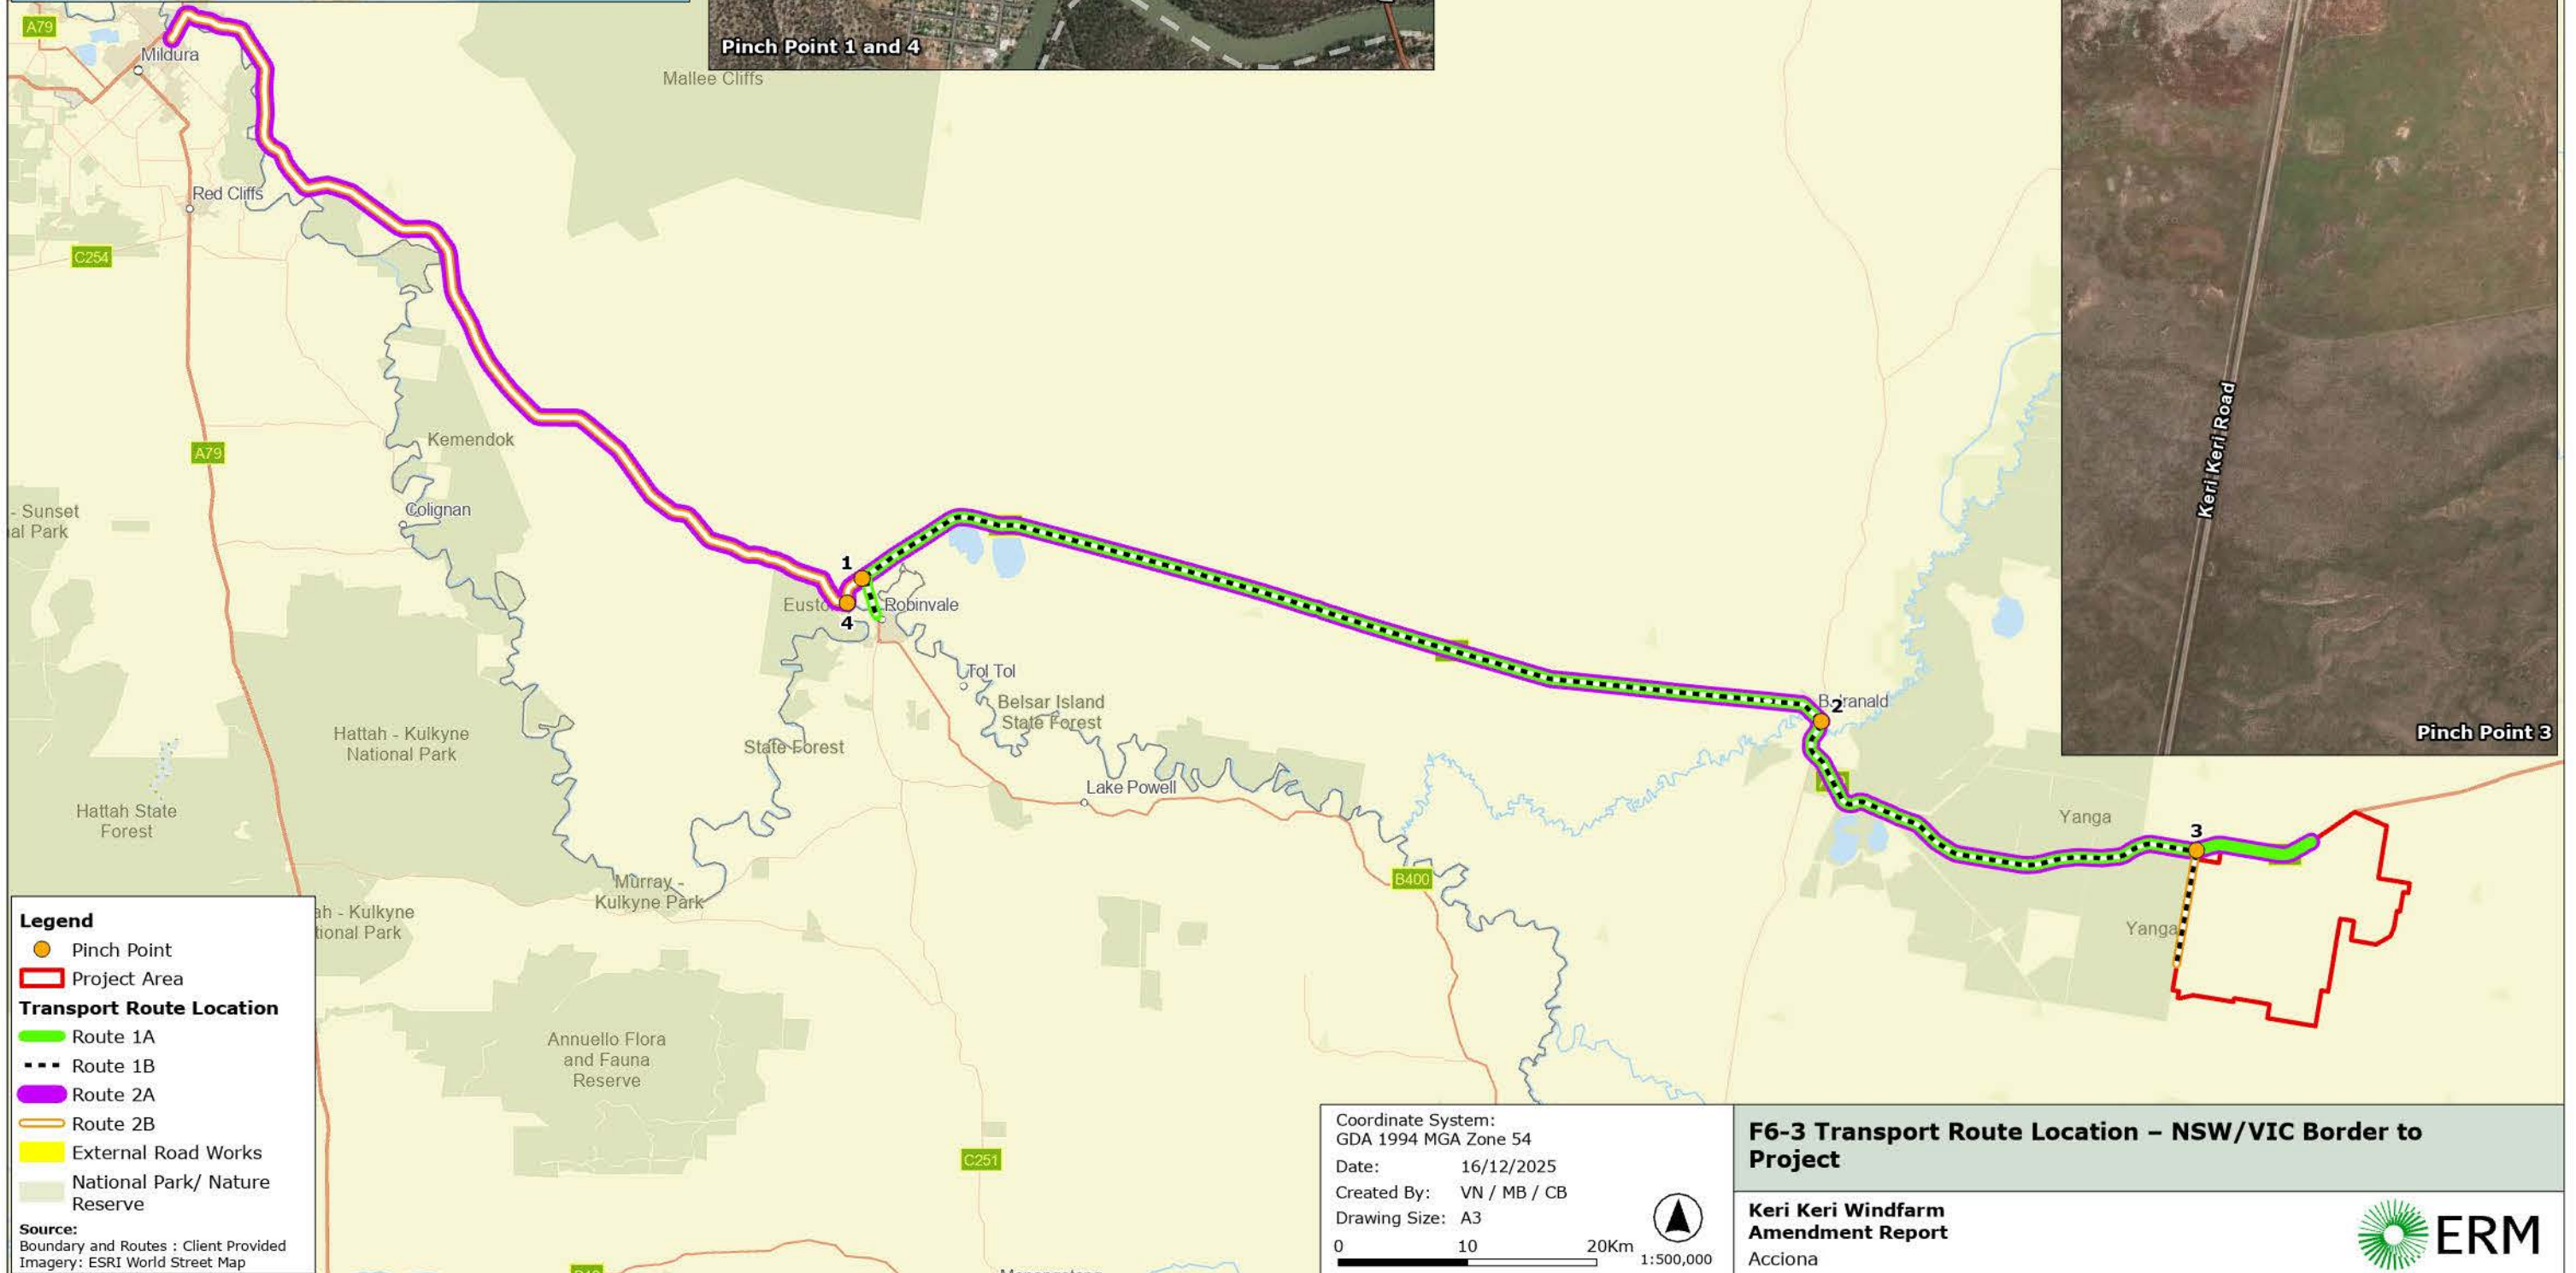 A79
Mildura
Pinch Point 1 and 4
Mallee Cliffs
Red Cliffs
C254
Keri Keri Road
Kemendok
A79
Colignan
- Sunset
al Park
1
Robinvale
4
Tol Tol
Belsar Island
State Forest
2
Pinch Point 3
Hattah - Kulkyne
National Park
State Forest
Lake Powell
Hattah State
Forest
Yanga
3
Murray -
Kulkyne Park
B400
ah - Kulkyne
tional Park
Yanga
Annuello Flora
and Fauna
Reserve
C251
Legend
Pinch Point
Project Area
Transport Route Location
Route 1A
Route 1B
Route 2A
Route 2B
External Road Works
National Park/ Nature
Reserve
Source:
Boundary and Routes : Client Provided
Imagery: ESRI World Street Map
Coordinate System:
GDA 1994 MGA Zone 54
Date: 16/12/2025
Created By: VN / MB / CB
Drawing Size: A3
0 10 20Km
1:500,000
F6-3 Transport Route Location – NSW/VIC Border to
Project
Keri Keri Windfarm
Amendment Report
Acciona
ERM